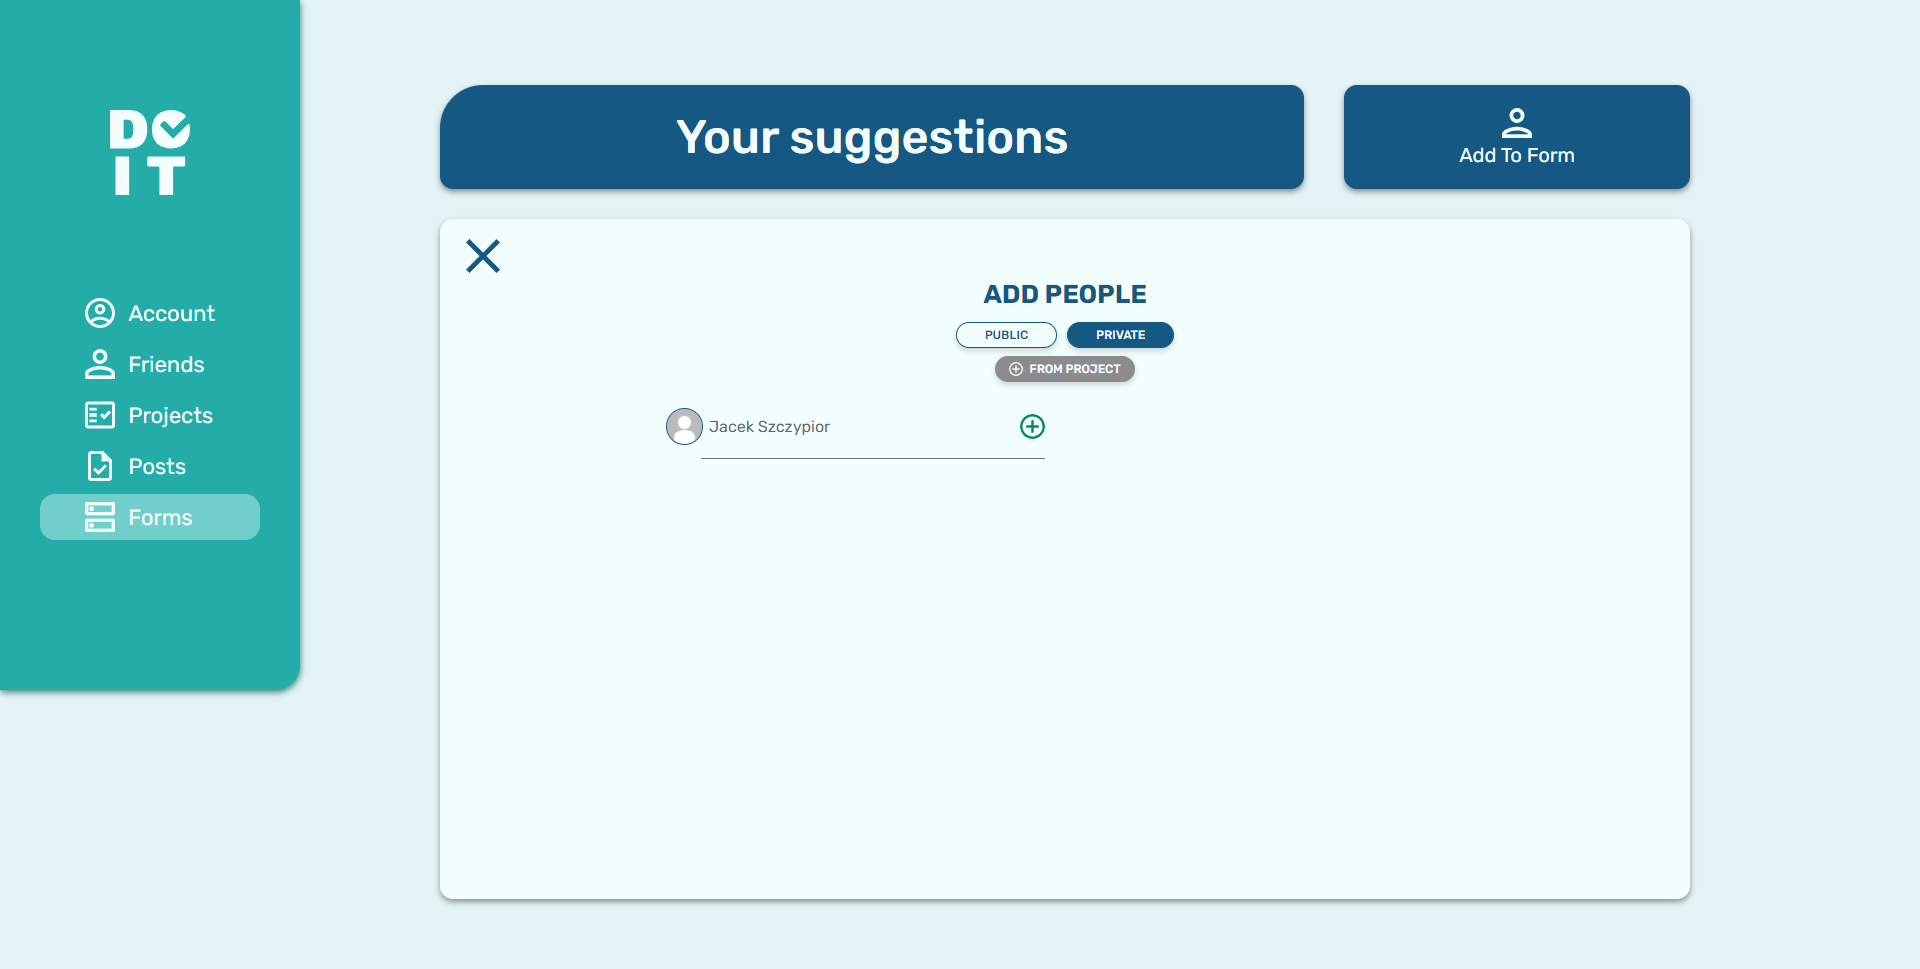 DO
IT
Account
Friends
Projects
Posts
Forms
Your suggestions
Add To Form
ADD PEOPLE
PUBLIC PRIVATE
FROM PROJECT
Jacek Szczypior